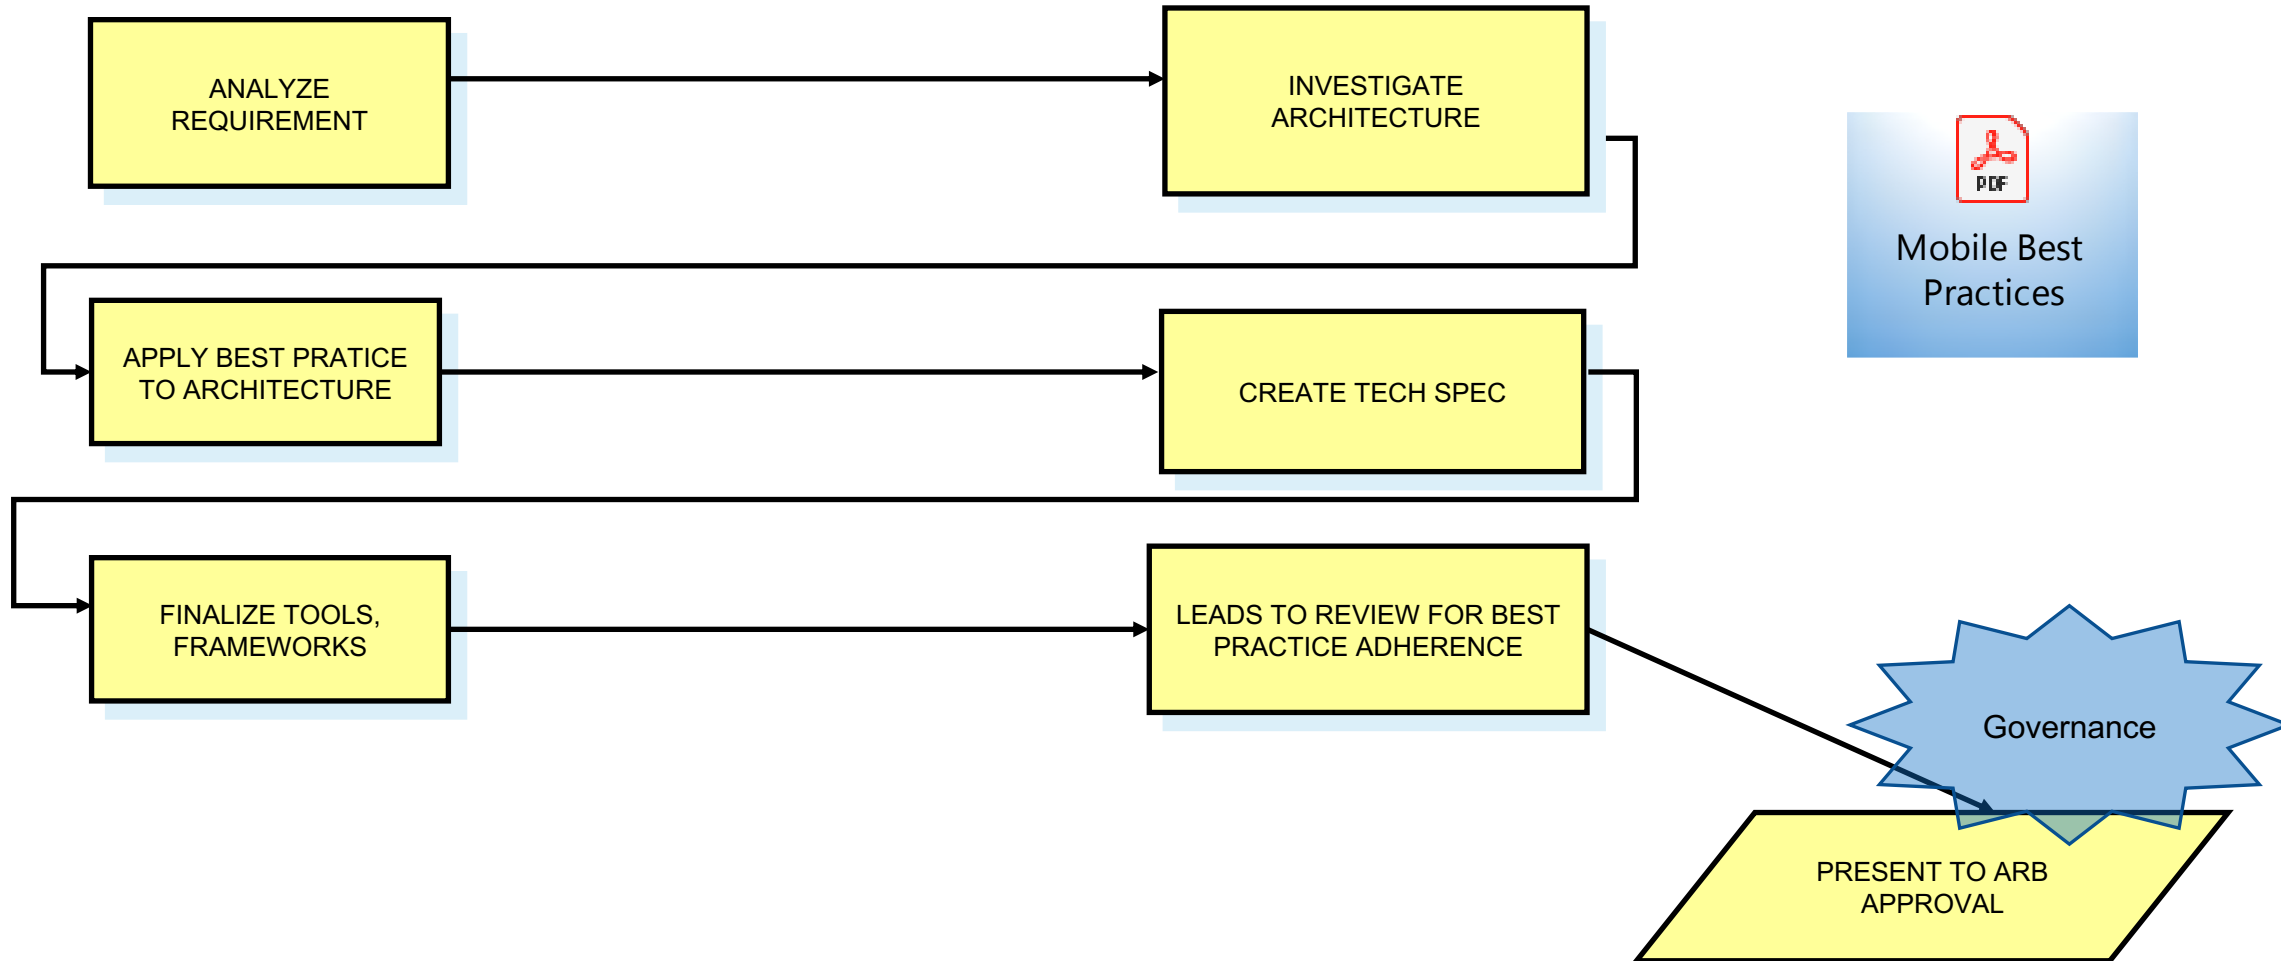 ANALYZE
REQUIREMENT
INVESTIGATE
ARCHITECTURE
PDF
Mobile Best
Practices
APPLY BEST PRATICE
TO ARCHITECTURE
CREATE TECH SPEC
FINALIZE TOOLS,
FRAMEWORKS
LEADS TO REVIEW FOR BEST
PRACTICE ADHERENCE
Governance
PRESENT TO ARB
APPROVAL